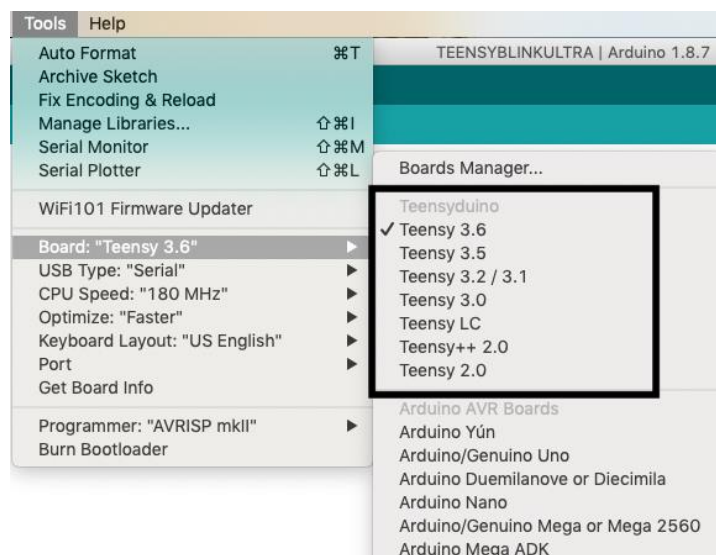 Tools Help
TEENSYBLINKULTRA | Arduino 1.8.7
Auto Format ⌘T
Archive Sketch
Fix Encoding & Reload
Manage Libraries... ⇧⌘I
Serial Monitor ⇧⌘M
Serial Plotter ⇧⌘L
WiFi101 Firmware Updater
Board: "Teensy 3.6"
USB Type: "Serial"
CPU Speed: "180 MHz"
Optimize: "Faster"
Keyboard Layout: "US English"
Port
Get Board Info
Programmer: "AVRISP mkII"
Burn Bootloader
Boards Manager...
Teensyduino
✓ Teensy 3.6
Teensy 3.5
Teensy 3.2 / 3.1
Teensy 3.0
Teensy LC
Teensy++ 2.0
Teensy 2.0
Arduino AVR Boards
Arduino Yún
Arduino/Genuino Uno
Arduino Duemilanove or Diecimila
Arduino Nano
Arduino/Genuino Mega or Mega 2560
Arduino Mega ADK